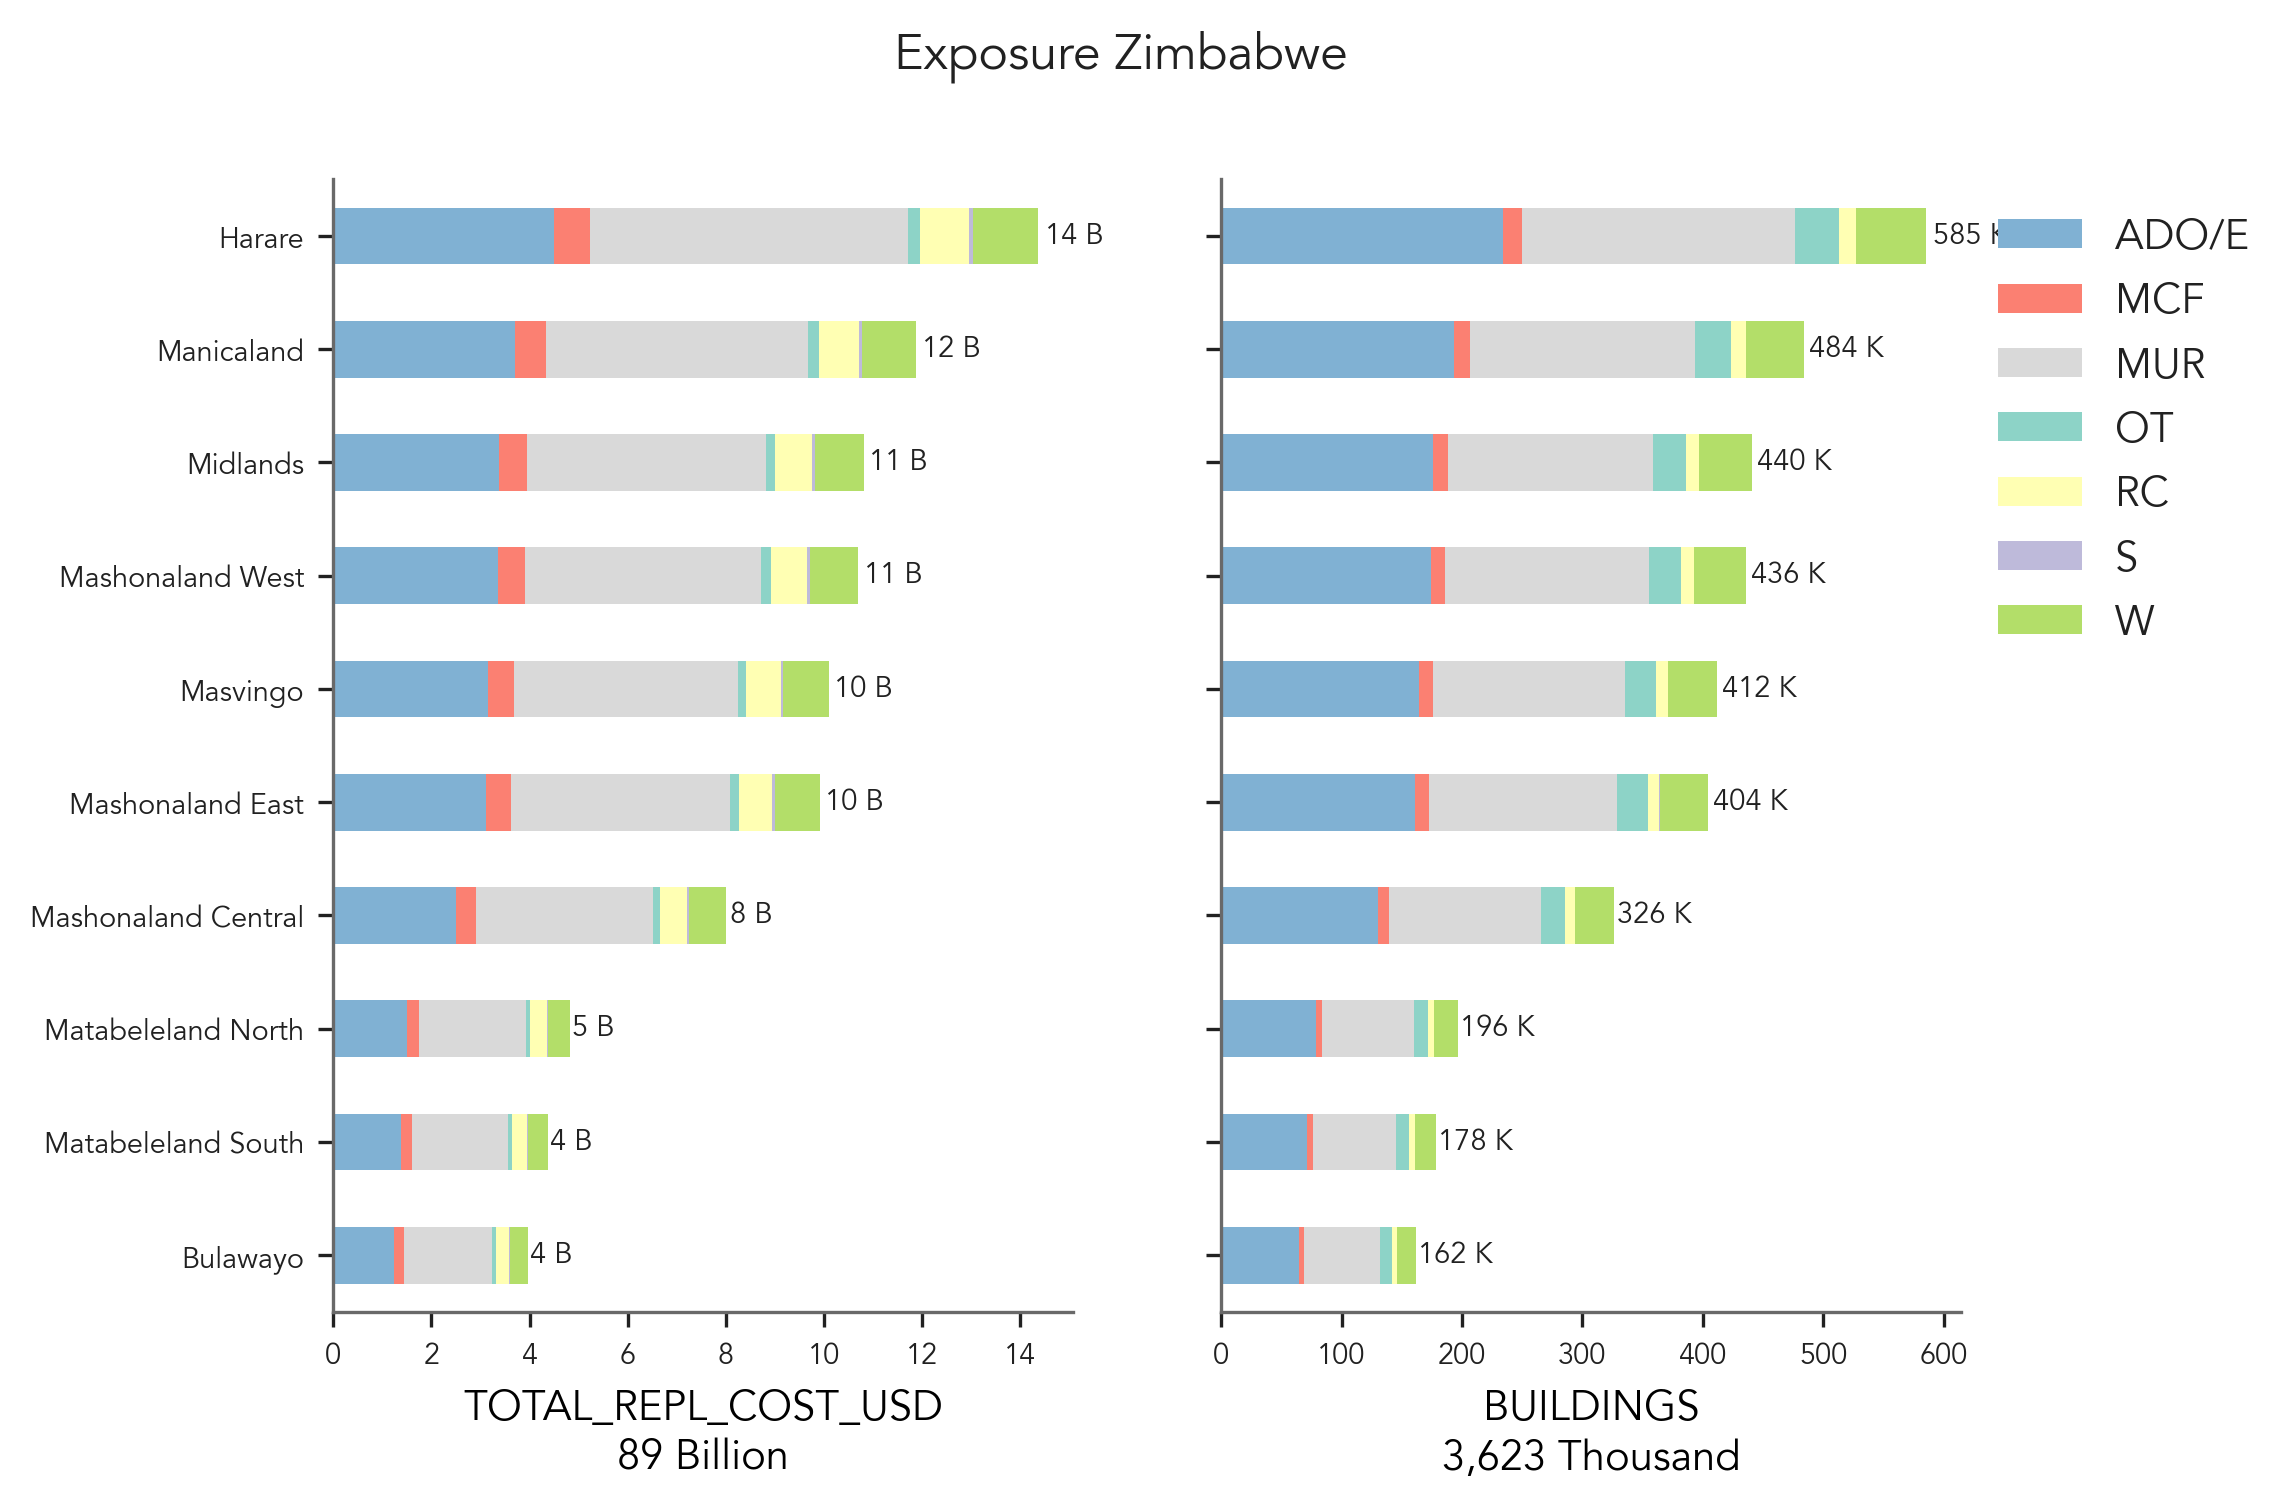 Exposure Zimbabwe
Harare
Manicaland
Midlands
Mashonaland West
Masvingo
Mashonaland East
Mashonaland Central
Matabeleland North
Matabeleland South
Bulawayo
14 B
12 B
11 B
11 B
10 B
10 B
8 B
5 B
4 B
4 B
0 2 4 6 8 10 12 14
TOTAL_REPL_COST_USD
89 Billion
585 K
484 K
440 K
436 K
412 K
404 K
326 K
196 K
178 K
162 K
0 100 200 300 400 500 600
BUILDINGS
3,623 Thousand
ADO/E
MCF
MUR
OT
RC
S
W